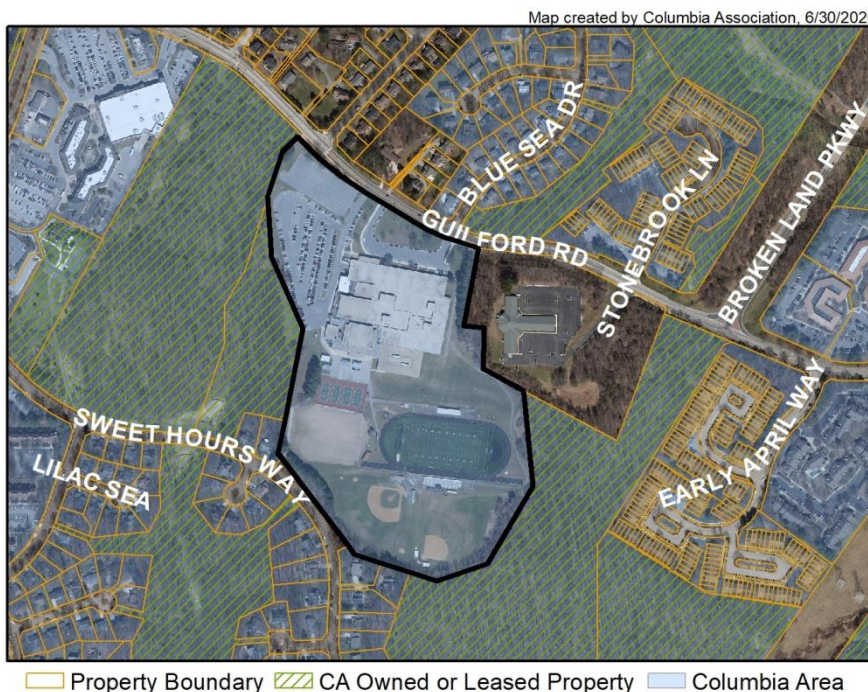 Map created by Columbia Association, 6/30/202
BLUE SEA DR
GUILFORD RD
STONEBROOK LN
BROKEN LAND PKWY
SWEET HOURS WAY
LILAC SEA
EARLY APRIL WAY
Property Boundary CA Owned or Leased Property Columbia Area